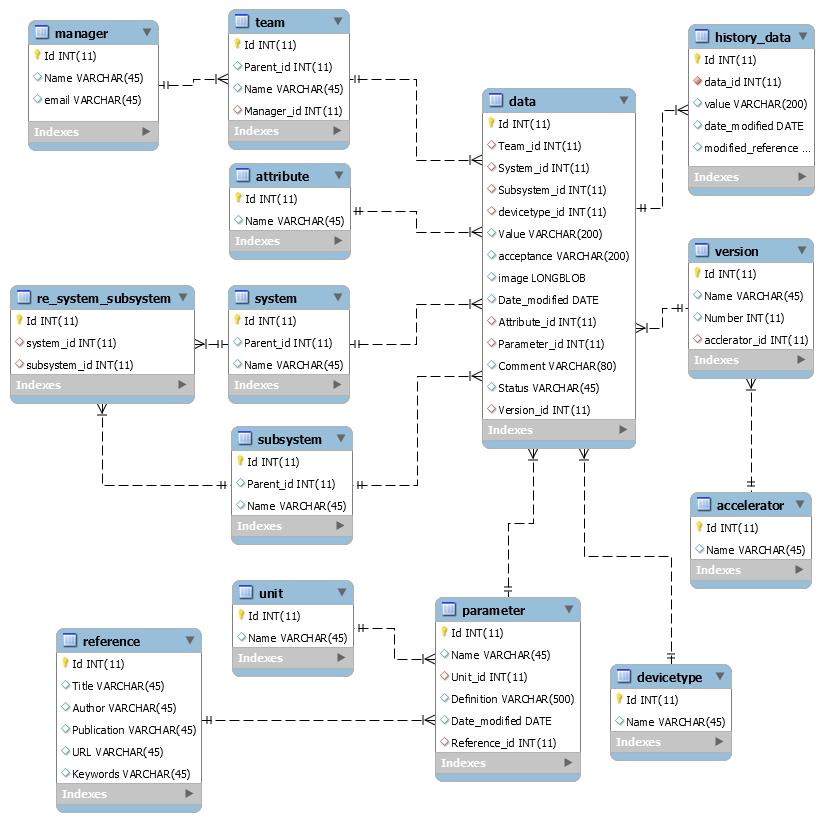 manager
Id INT(11)
Name VARCHAR(45)
email VARCHAR(45)
Indexes
team
Id INT(11)
Parent_id INT(11)
Name VARCHAR(45)
Manager_id INT(11)
Indexes
attribute
Id INT(11)
Name VARCHAR(45)
Indexes
re_system_subsystem
Id INT(11)
system_id INT(11)
subsystem_id INT(11)
Indexes
system
Id INT(11)
Parent_id INT(11)
Name VARCHAR(45)
Indexes
subsystem
Id INT(11)
Parent_id INT(11)
Name VARCHAR(45)
Indexes
data
Id INT(11)
Team_id INT(11)
System_id INT(11)
Subsystem_id INT(11)
devicetype_id INT(11)
Value VARCHAR(200)
acceptance VARCHAR(200)
image LONGBLOB
Date_modified DATE
Attribute_id INT(11)
Parameter_id INT(11)
Comment VARCHAR(80)
Status VARCHAR(45)
Version_id INT(11)
Indexes
history_data
Id INT(11)
data_id INT(11)
value VARCHAR(200)
date_modified DATE
modified_reference ...
Indexes
version
Id INT(11)
Name VARCHAR(45)
Number INT(11)
acclerator_id INT(11)
Indexes
accelerator
Id INT(11)
Name VARCHAR(45)
Indexes
unit
Id INT(11)
Name VARCHAR(45)
Indexes
reference
Id INT(11)
Title VARCHAR(45)
Author VARCHAR(45)
Publication VARCHAR(45)
URL VARCHAR(45)
Keywords VARCHAR(45)
Indexes
parameter
Id INT(11)
Name VARCHAR(45)
Unit_id INT(11)
Definition VARCHAR(500)
Date_modified DATE
Reference_id INT(11)
Indexes
devicetype
Id INT(11)
Name VARCHAR(45)
Indexes